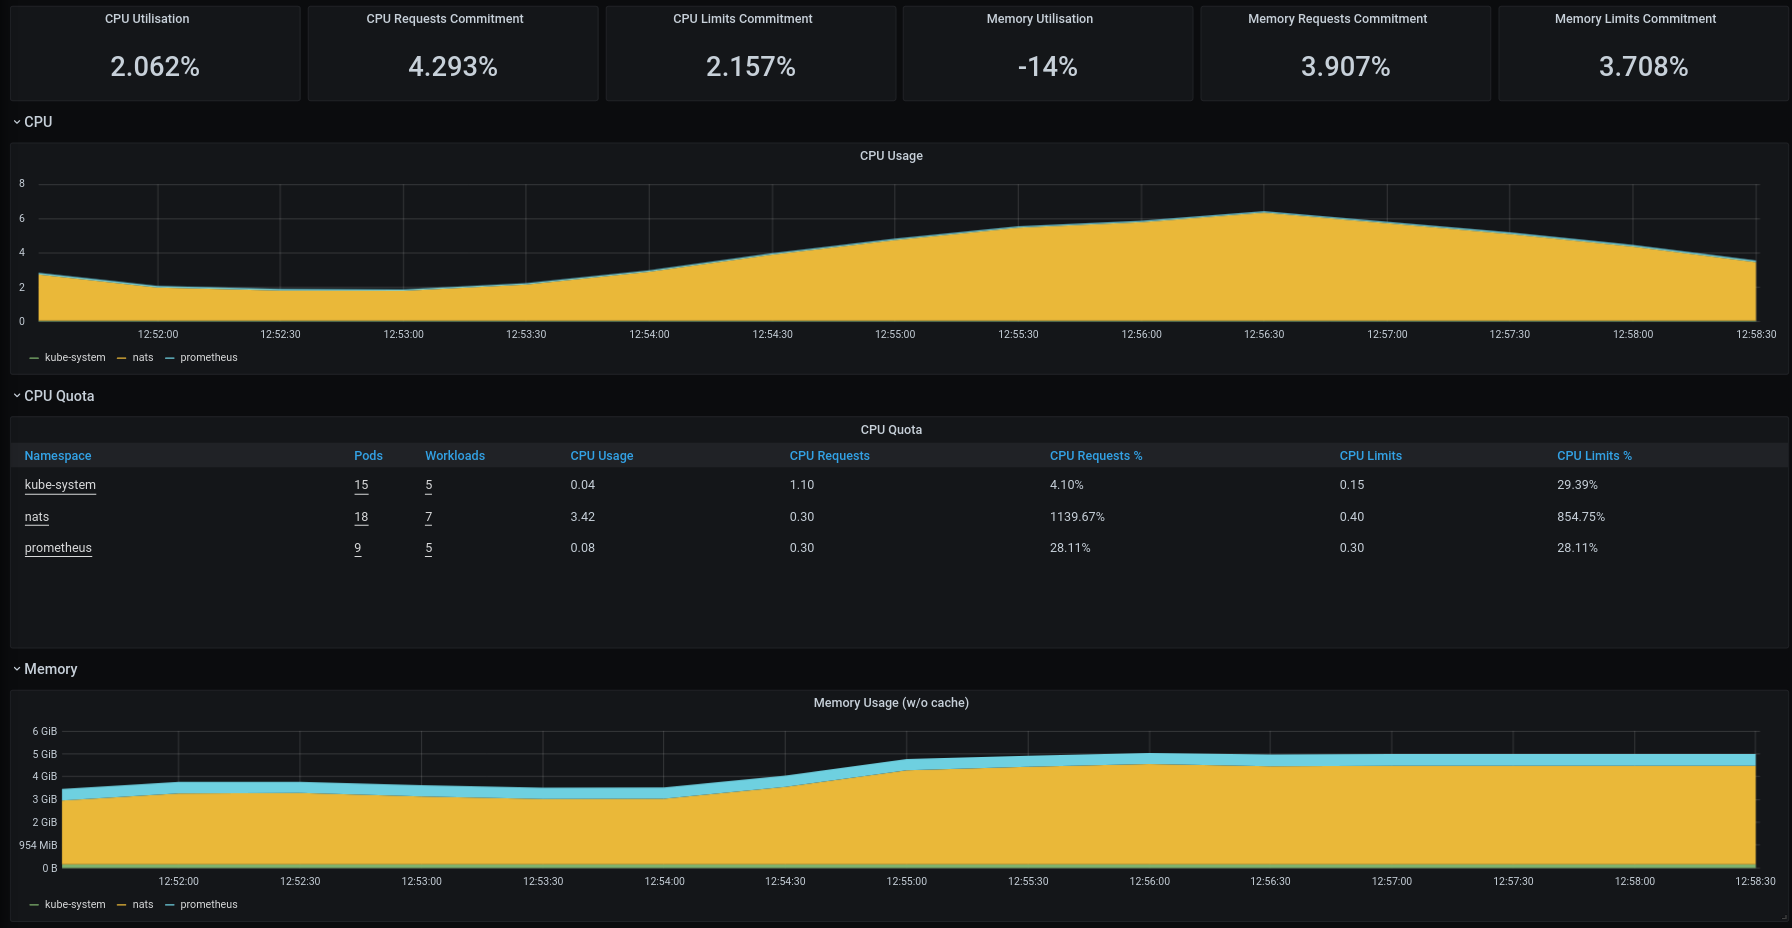 CPU Utilisation CPU Requests Commitment CPU Limits Commitment Memory Utilisation Memory Requests Commitment Memory Limits Commitment
2.062% 4.293% 2.157% -14% 3.907% 3.708%
CPU
CPU Usage
8
6
4
2
0
12:52:00 12:52:30 12:53:00 12:53:30 12:54:00 12:54:30 12:55:00 12:55:30 12:56:00 12:56:30 12:57:00 12:57:30 12:58:00 12:58:30
kube-system nats prometheus
CPU Quota
CPU Quota
Namespace Pods Workloads CPU Usage CPU Requests CPU Requests % CPU Limits CPU Limits %
kube-system 15 5 0.04 1.10 4.10% 0.15 29.39%
nats 18 7 3.42 0.30 1139.67% 0.40 854.75%
prometheus 9 5 0.08 0.30 28.11% 0.30 28.11%
Memory
Memory Usage (w/o cache)
6 GiB
5 GiB
4 GiB
3 GiB
2 GiB
954 MiB
0 B
12:52:00 12:52:30 12:53:00 12:53:30 12:54:00 12:54:30 12:55:00 12:55:30 12:56:00 12:56:30 12:57:00 12:57:30 12:58:00 12:58:30
kube-system nats prometheus